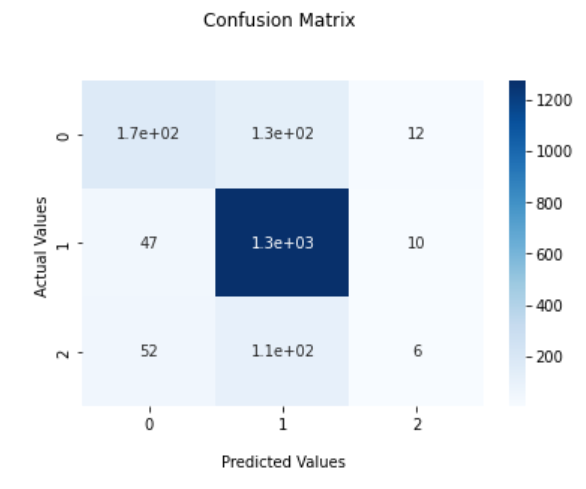 Confusion Matrix
0 1.7e+02 1.3e+02 12
1 47 1.3e+03 10
2 52 1.1e+02 6
0 1 2
Actual Values
Predicted Values
1200
1000
800
600
400
200